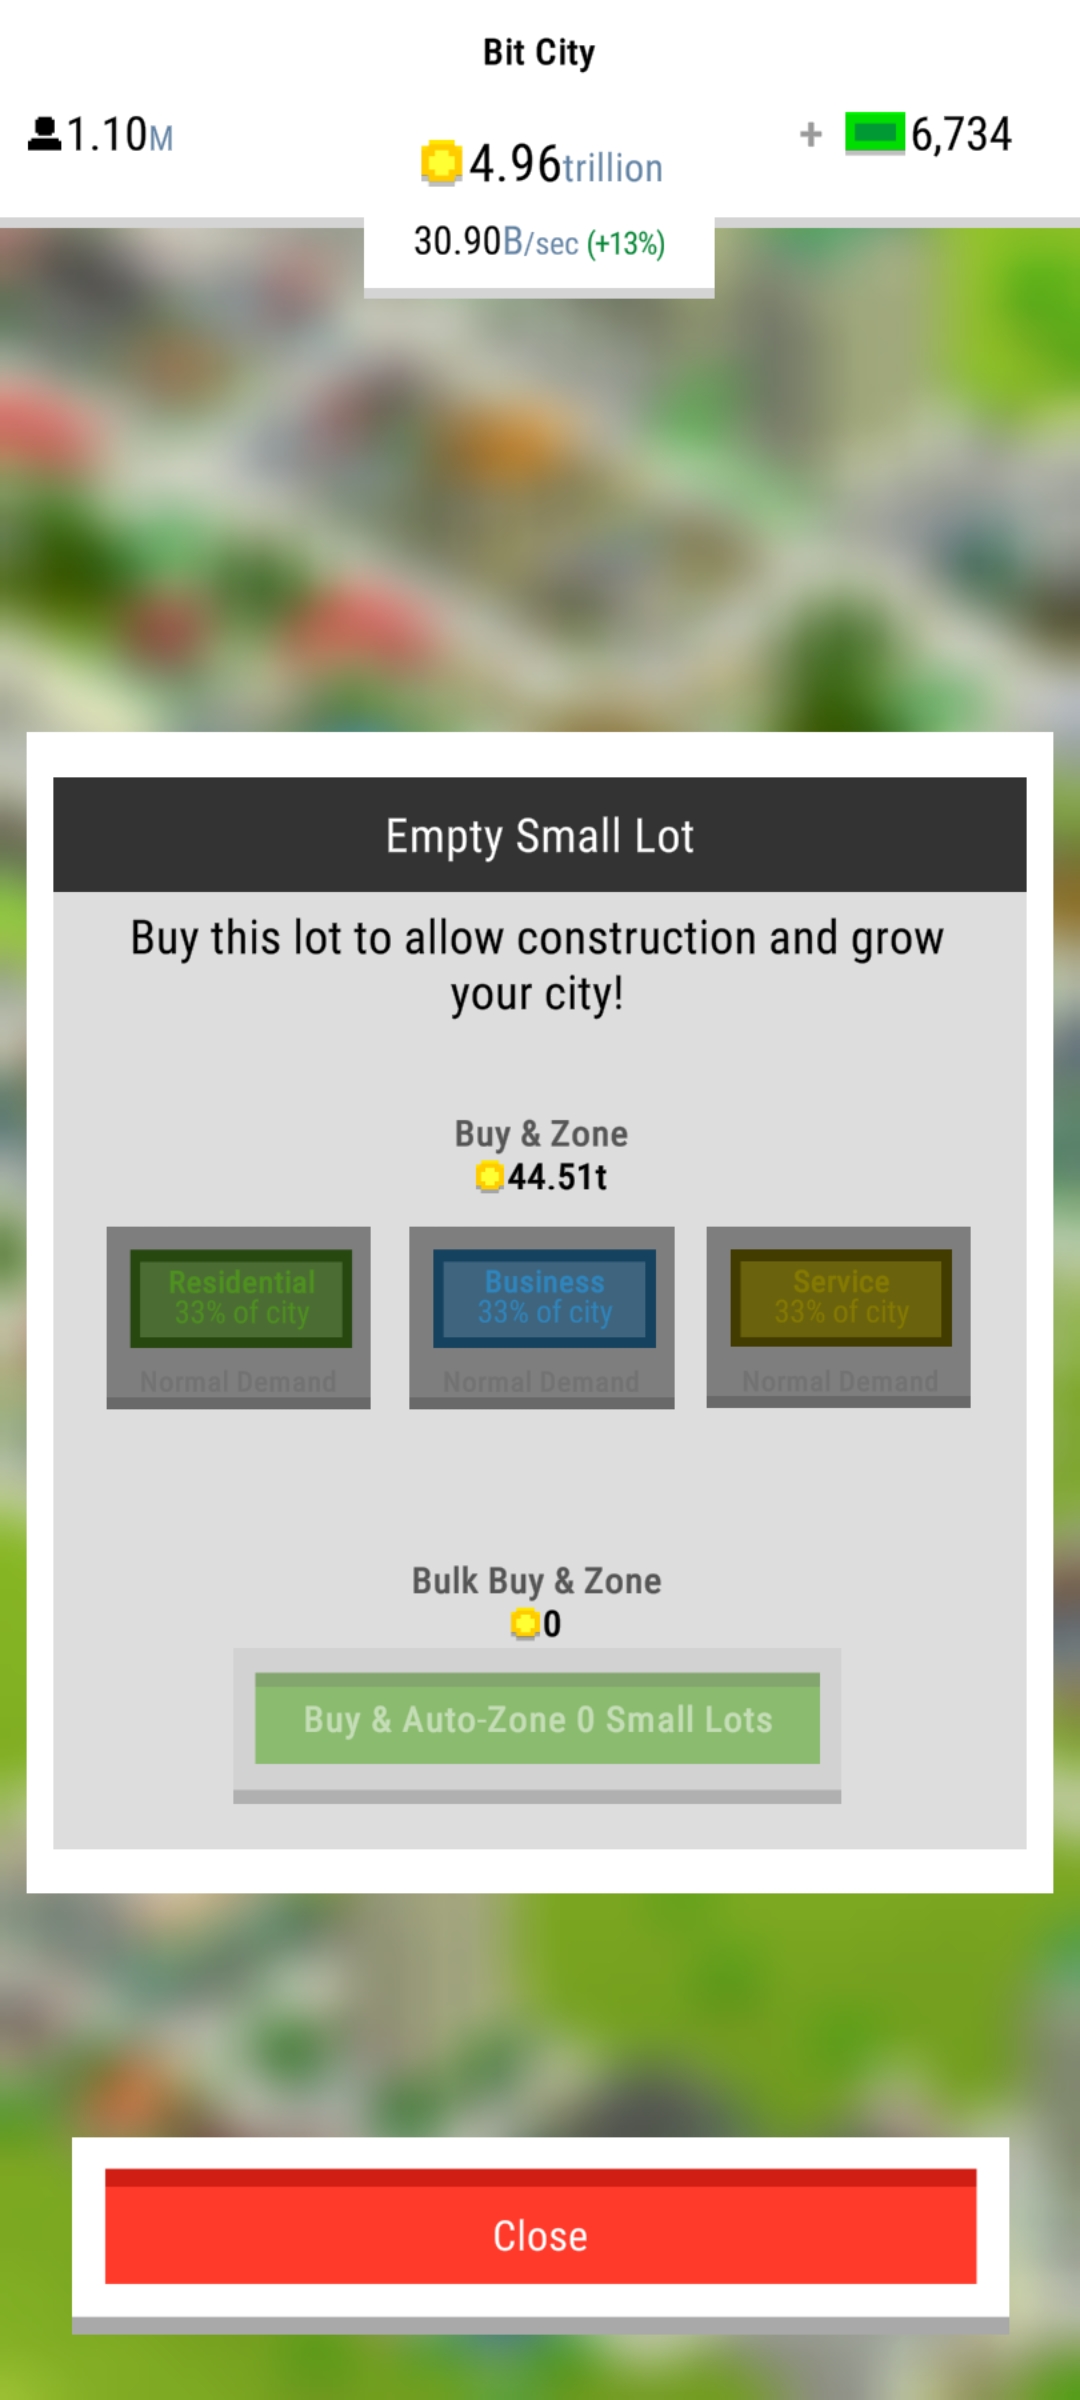 Bit City
1.10M
4.96trillion
+ 6,734
30.90B/sec (+13%)
Empty Small Lot
Buy this lot to allow construction and grow
your city!
Buy & Zone
44.51t
Residential
33% of city
Normal Demand
Business
33% of city
Normal Demand
Service
33% of city
Normal Demand
Bulk Buy & Zone
0
Buy & Auto-Zone 0 Small Lots
Close